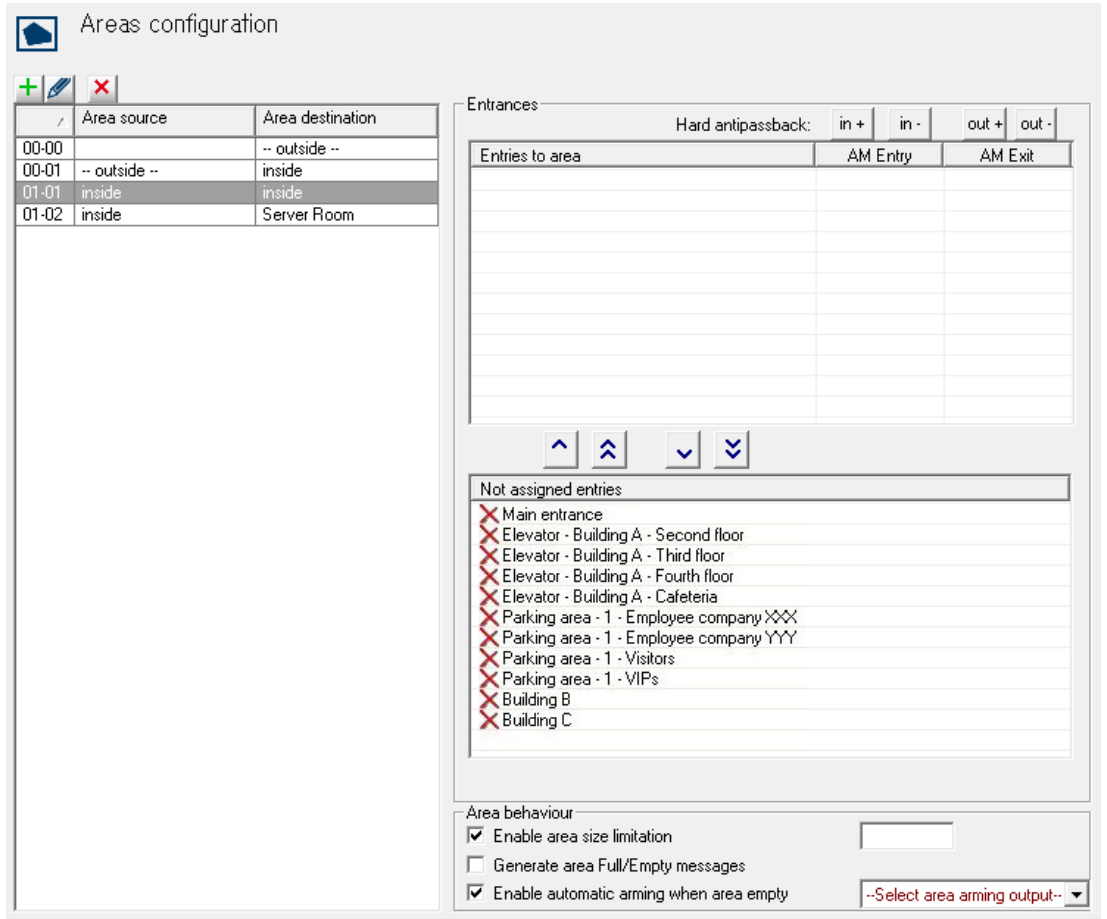 Areas configuration
Area source Area destination
00-00 -- outside --
00-01 -- outside -- inside
01-01 inside inside
01-02 inside Server Room
Entrances
Hard antipassback: in + in - out + out -
Entries to area AM Entry AM Exit
Not assigned entries
Main entrance
Elevator - Building A - Second floor
Elevator - Building A - Third floor
Elevator - Building A - Fourth floor
Elevator - Building A - Cafeteria
Parking area - 1 - Employee company XXX
Parking area - 1 - Employee company YYY
Parking area - 1 - Visitors
Parking area - 1 - VIPs
Building B
Building C
Area behaviour
Enable area size limitation
Generate area Full/Empty messages
Enable automatic arming when area empty --Select area arming output--